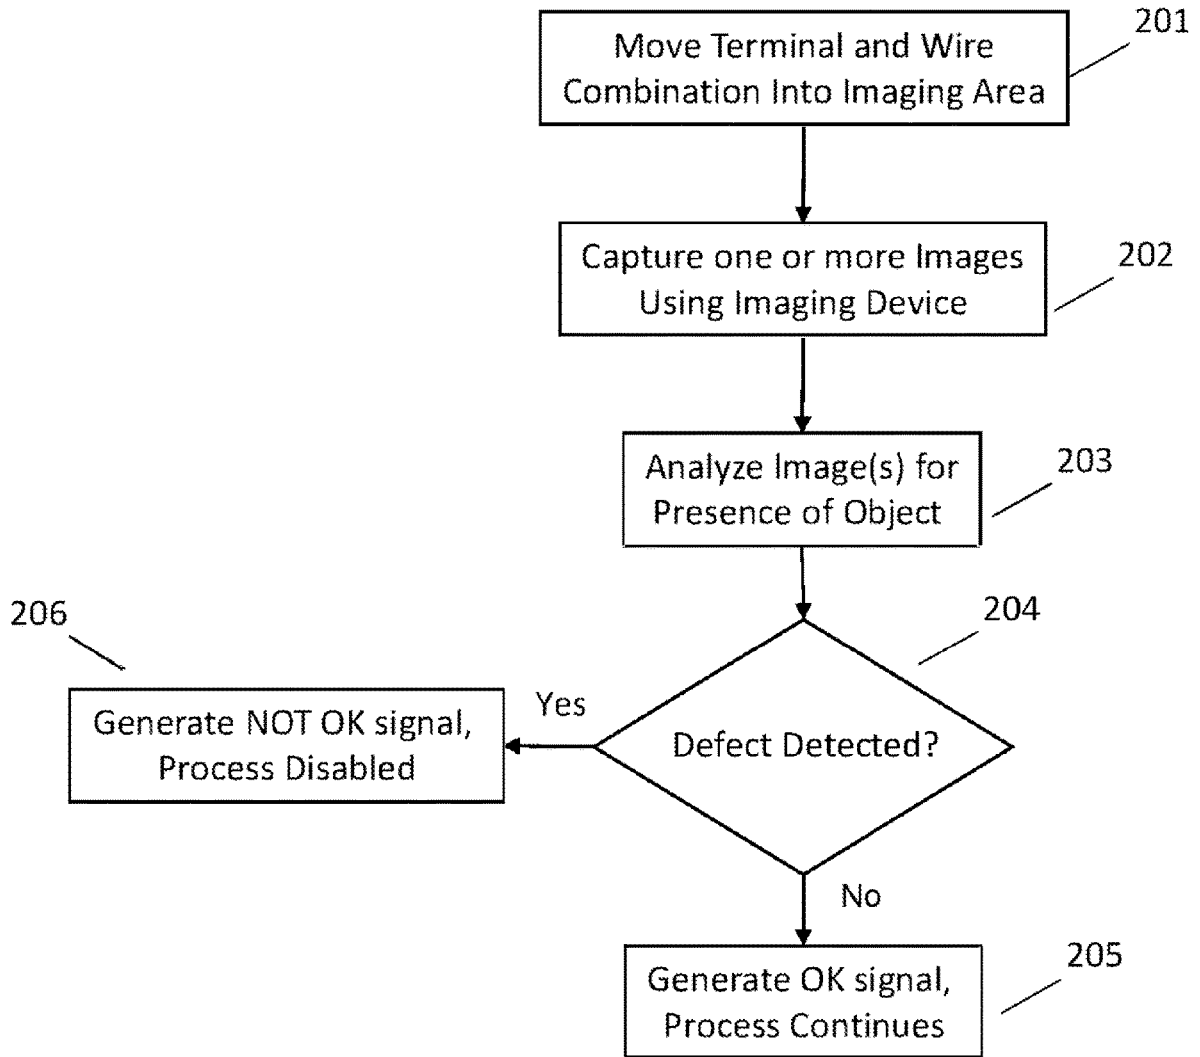 201
Move Terminal and Wire
Combination Into Imaging Area
202
Capture one or more Images
Using Imaging Device
203
Analyze Image(s) for
Presence of Object
204
Defect Detected?
206
Yes
Generate NOT OK signal,
Process Disabled
No
205
Generate OK signal,
Process Continues